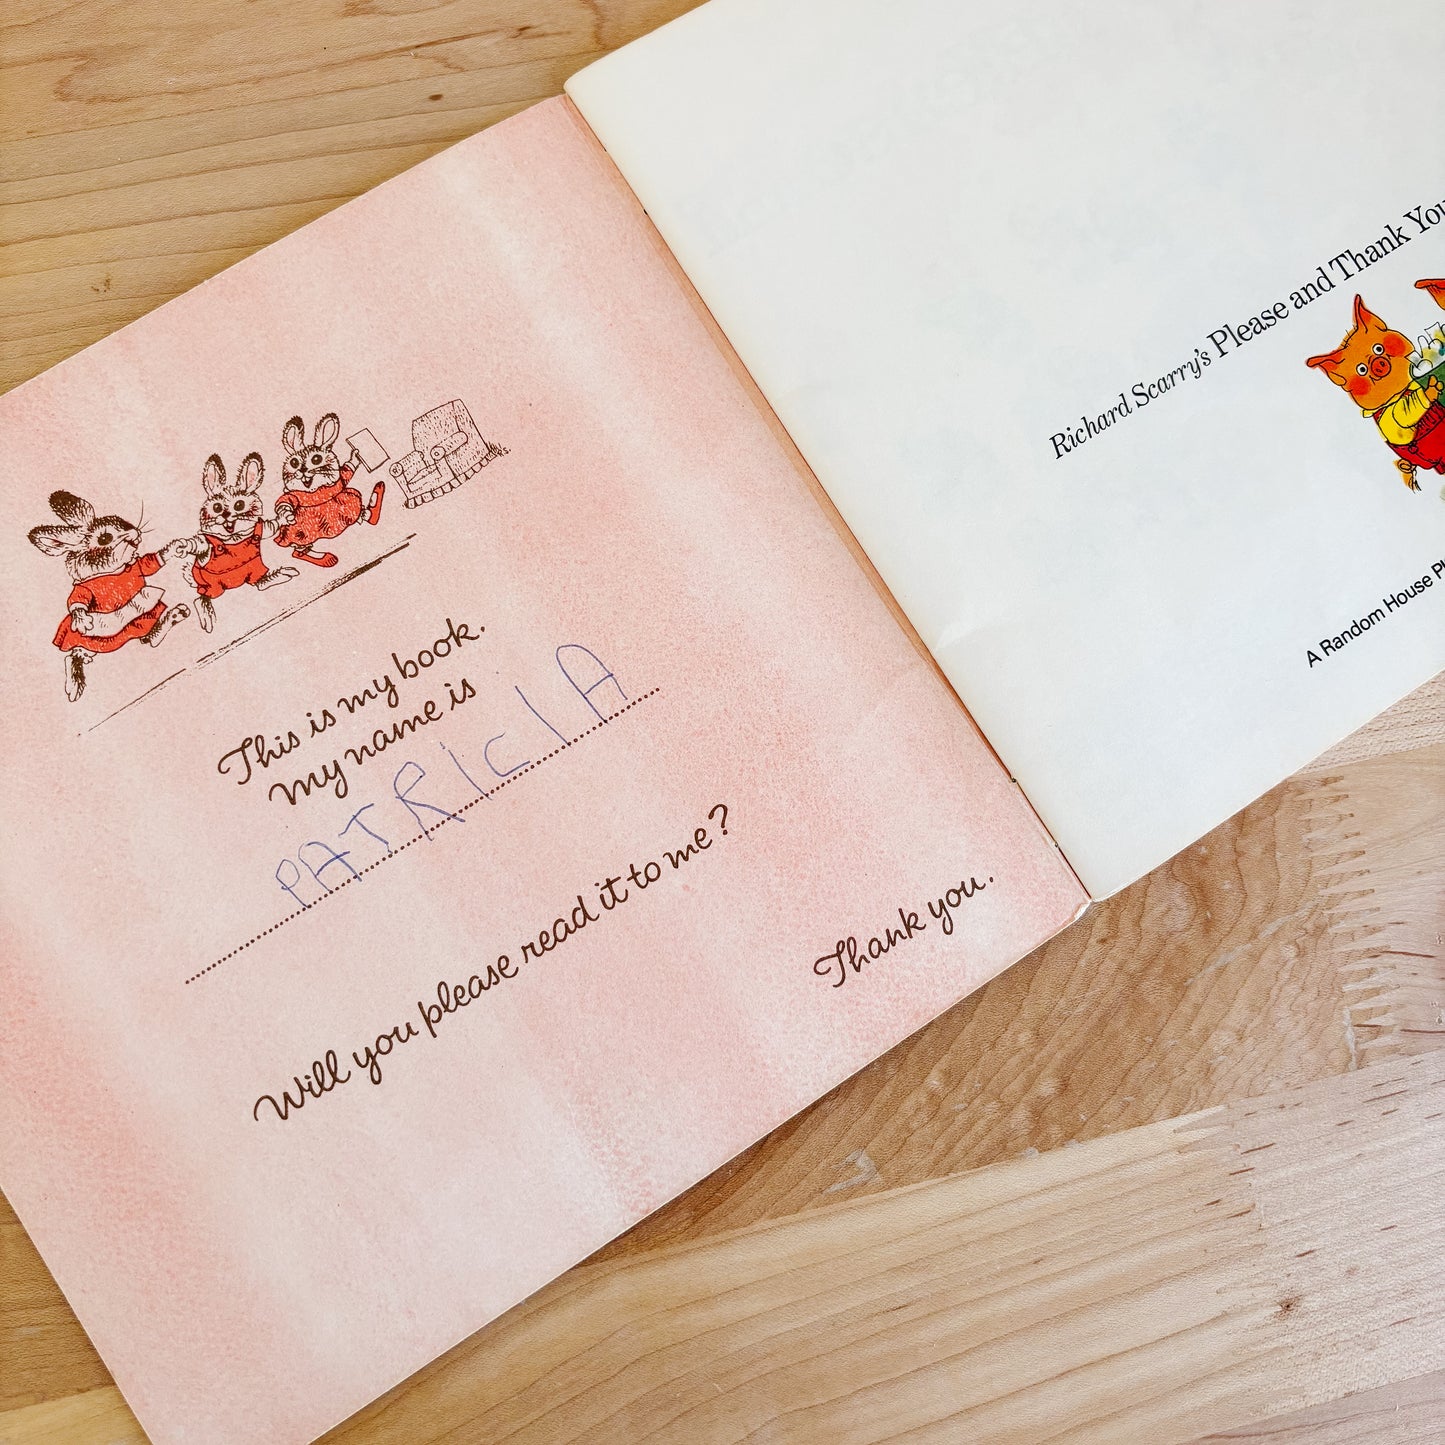 This is my book.
My name is
PATRICIA
Will you please read it to me?
Thank you.
Richard Scarry's Please and Thank You
A Random House